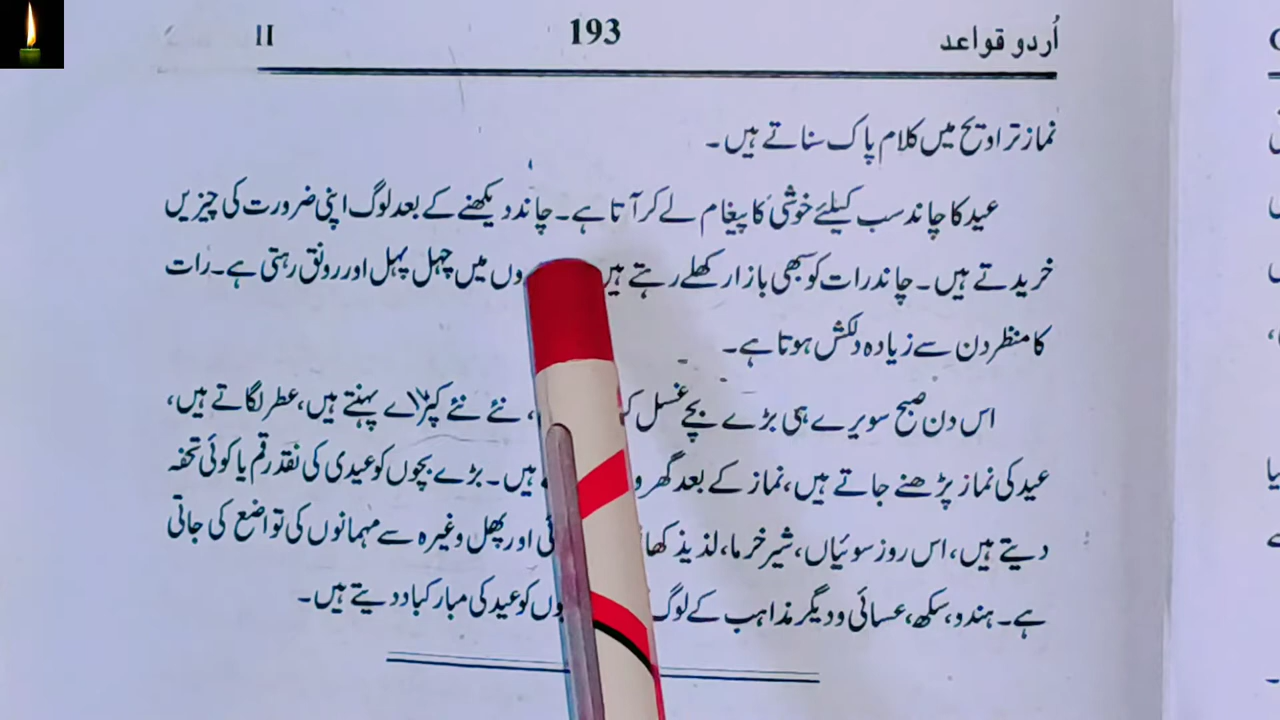 اُردو قواعد 193 II
نماز تراویح میں کلام پاک سناتے ہیں۔
عید کا چاند سب کیلئے خوشی کا پیغام لے کر آتا ہے۔ چاند دیکھنے کے بعد لوگ اپنی ضرورت کی چیزیں
خریدتے ہیں۔ چاند رات کو سبھی بازار کھلے رہتے ہیں وں میں چہل پہل اور رونق رہتی ہے۔ رات
کا منظر دن سے زیادہ دلکش ہوتا ہے۔
اس دن صبح سویرے ہی بڑے بچے غسل ، نئے نئے کپڑے پہنتے ہیں، عطر لگاتے ہیں،
عید کی نماز پڑھنے جاتے ہیں، نماز کے بعد ہیں۔ بڑے بچوں کو عیدی کی نقد رقم یا کوئی تحفہ
دیتے ہیں، اس روز سوئیاں، شیر خرما، لذیذ اور پھل وغیرہ سے مہمانوں کی تواضع کی جاتی
ہے۔ ہندو، سکھ، عسائی و دیگر مذاہب کے لوگ وں کو عید کی مبارکباد دیتے ہیں۔